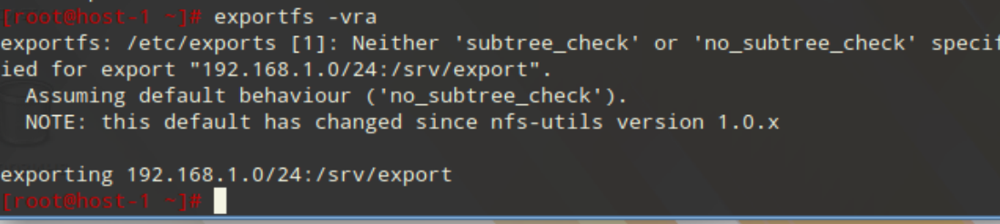 [root@host-1 ~]# exportfs -vra
exportfs: /etc/exports [1]: Neither 'subtree_check' or 'no_subtree_check' specif
ied for export "192.168.1.0/24:/srv/export".
  Assuming default behaviour ('no_subtree_check').
  NOTE: this default has changed since nfs-utils version 1.0.x

exporting 192.168.1.0/24:/srv/export
[root@host-1 ~]#